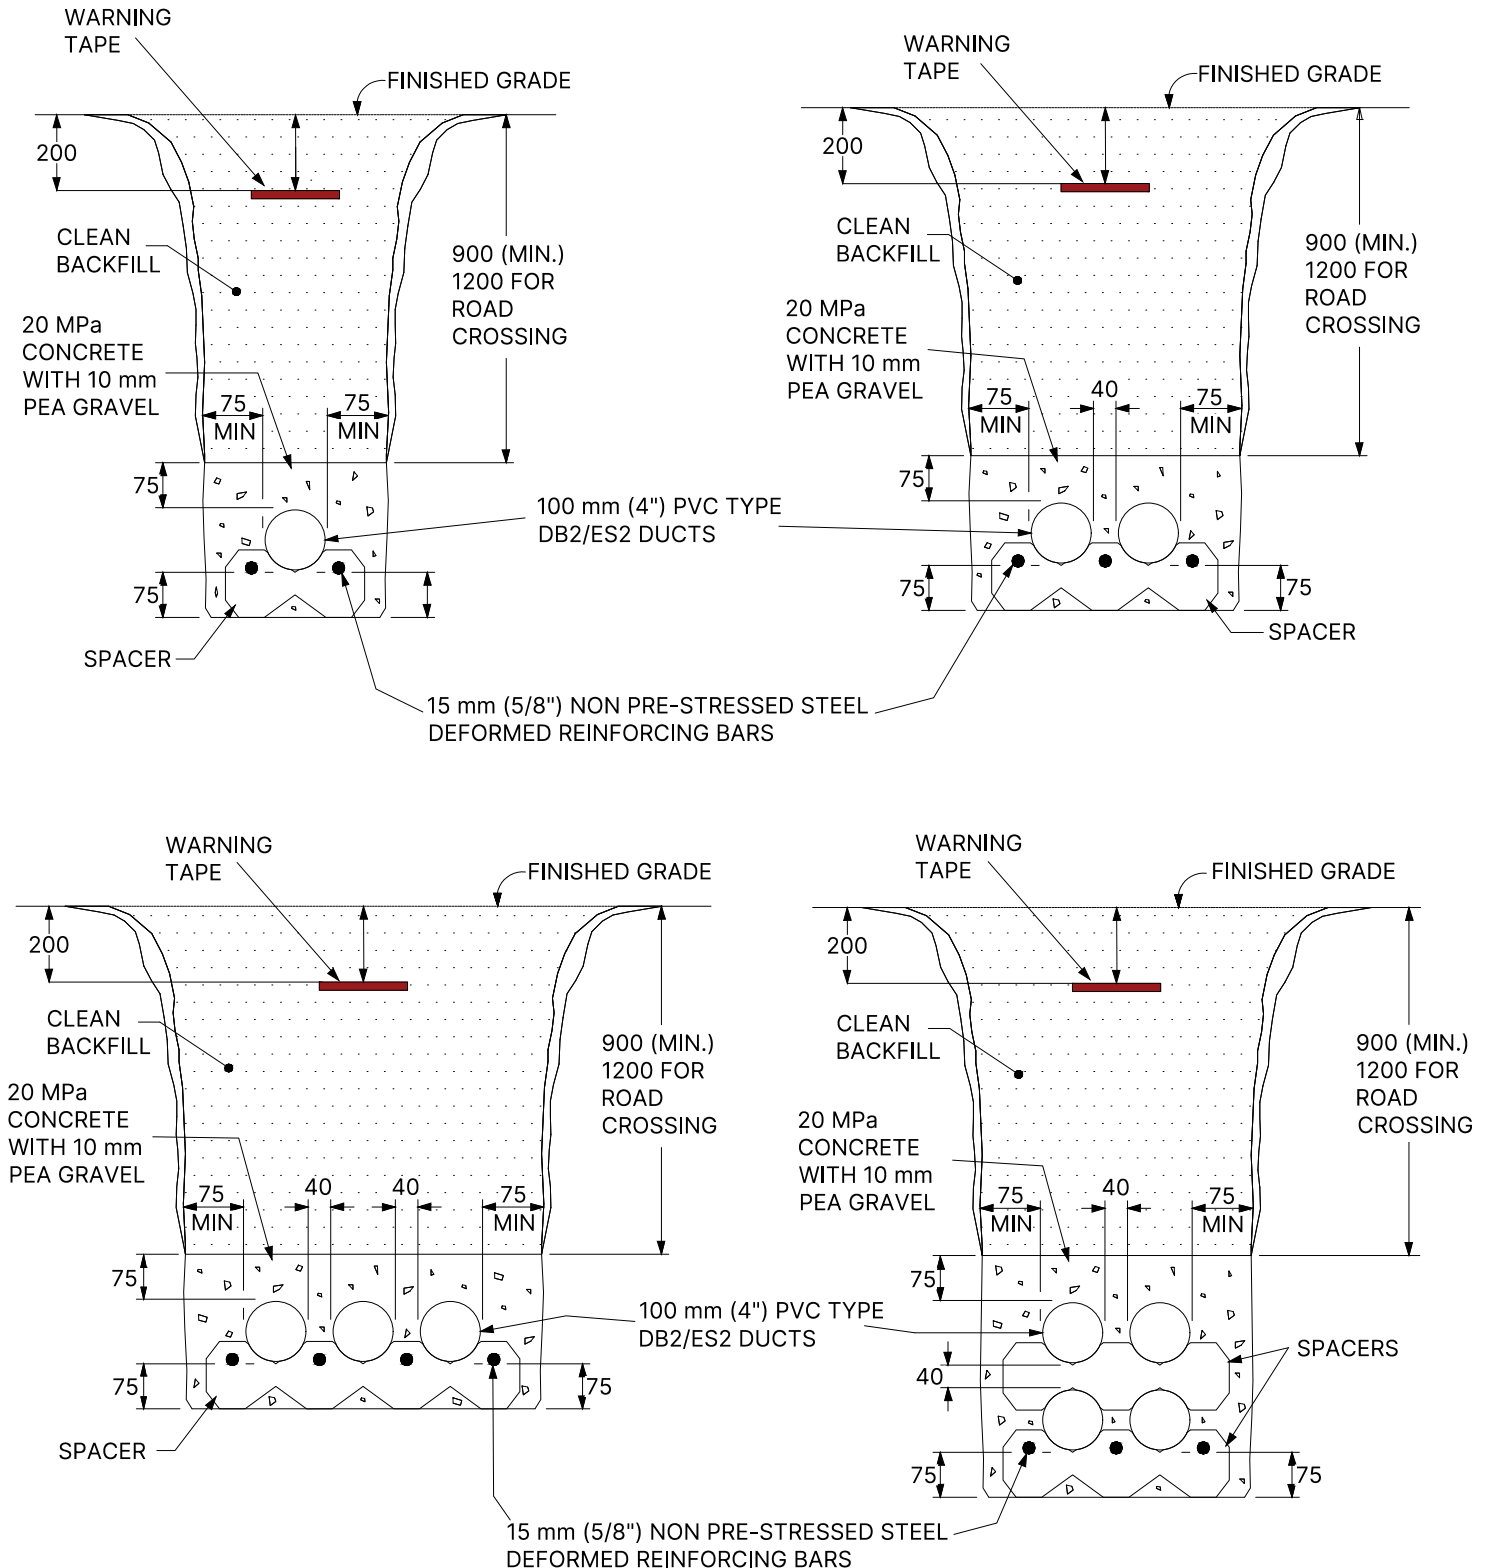 WARNING
TAPE
FINISHED GRADE
200
CLEAN
BACKFILL
900 (MIN.)
1200 FOR
ROAD
CROSSING
20 MPa
CONCRETE
WITH 10 mm
PEA GRAVEL
75
MIN
75
MIN
75
75
SPACER
WARNING
TAPE
FINISHED GRADE
200
CLEAN
BACKFILL
900 (MIN.)
1200 FOR
ROAD
CROSSING
20 MPa
CONCRETE
WITH 10 mm
PEA GRAVEL
75
MIN
40
75
MIN
75
75
75
SPACER
100 mm (4") PVC TYPE
DB2/ES2 DUCTS
15 mm (5/8") NON PRE-STRESSED STEEL
DEFORMED REINFORCING BARS
WARNING
TAPE
FINISHED GRADE
200
CLEAN
BACKFILL
900 (MIN.)
1200 FOR
ROAD
CROSSING
20 MPa
CONCRETE
WITH 10 mm
PEA GRAVEL
75
MIN
40
40
75
MIN
75
75
75
SPACER
WARNING
TAPE
FINISHED GRADE
200
CLEAN
BACKFILL
900 (MIN.)
1200 FOR
ROAD
CROSSING
20 MPa
CONCRETE
WITH 10 mm
PEA GRAVEL
75
MIN
40
75
MIN
75
40
75
75
SPACERS
100 mm (4") PVC TYPE
DB2/ES2 DUCTS
15 mm (5/8") NON PRE-STRESSED STEEL
DEFORMED REINFORCING BARS